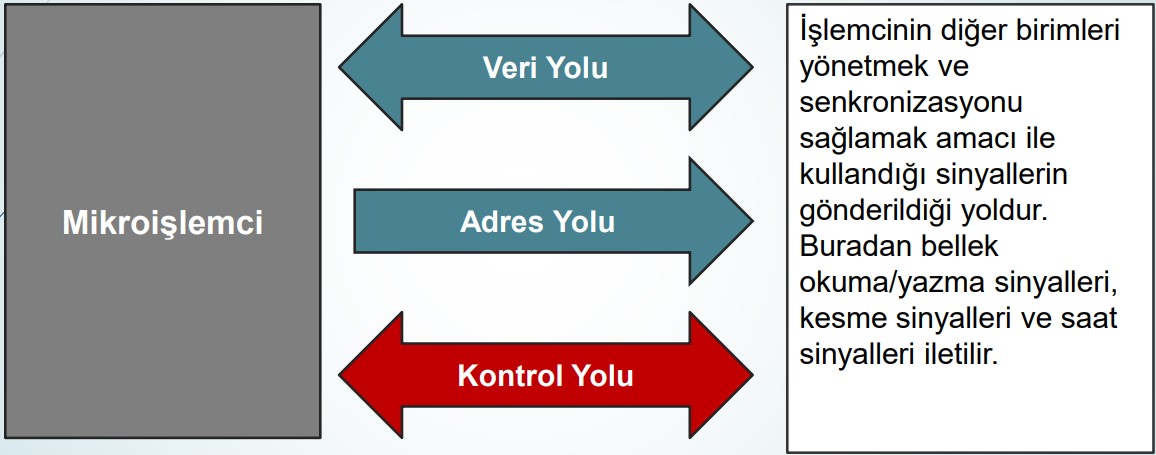 Mikroişlemci
Veri Yolu
Adres Yolu
Kontrol Yolu
İşlemcinin diğer birimleri
yönetmek ve
senkronizasyonu
sağlamak amacı ile
kullandığı sinyallerin
gönderildiği yoldur.
Buradan bellek
okuma/yazma sinyalleri,
kesme sinyalleri ve saat
sinyalleri iletilir.